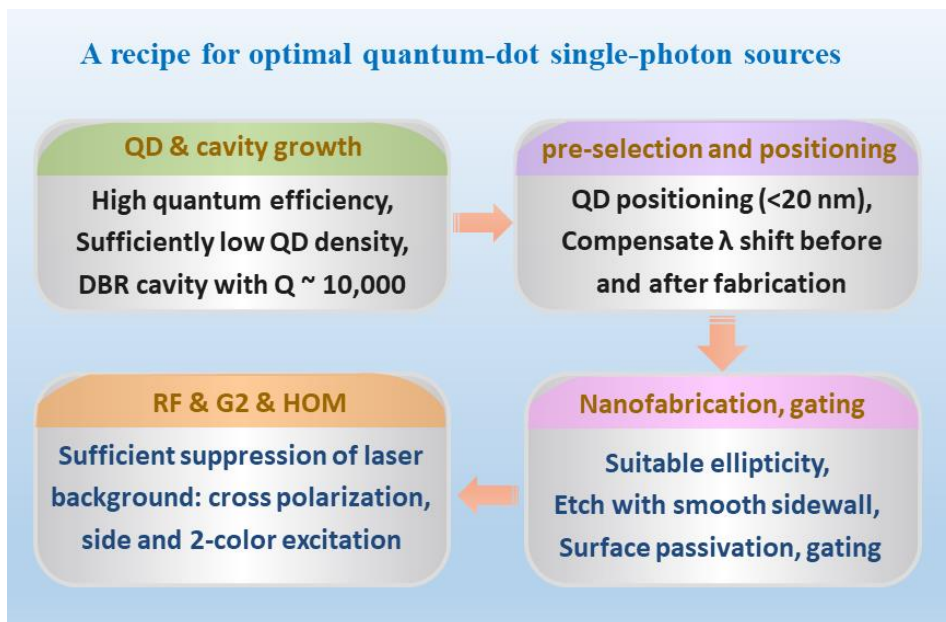 A recipe for optimal quantum-dot single-photon sources
QD & cavity growth
High quantum efficiency,
Sufficiently low QD density,
DBR cavity with Q ~ 10,000
pre-selection and positioning
QD positioning (<20 nm),
Compensate λ shift before
and after fabrication
Nanofabrication, gating
Suitable ellipticity,
Etch with smooth sidewall,
Surface passivation, gating
RF & G2 & HOM
Sufficient suppression of laser
background: cross polarization,
side and 2-color excitation